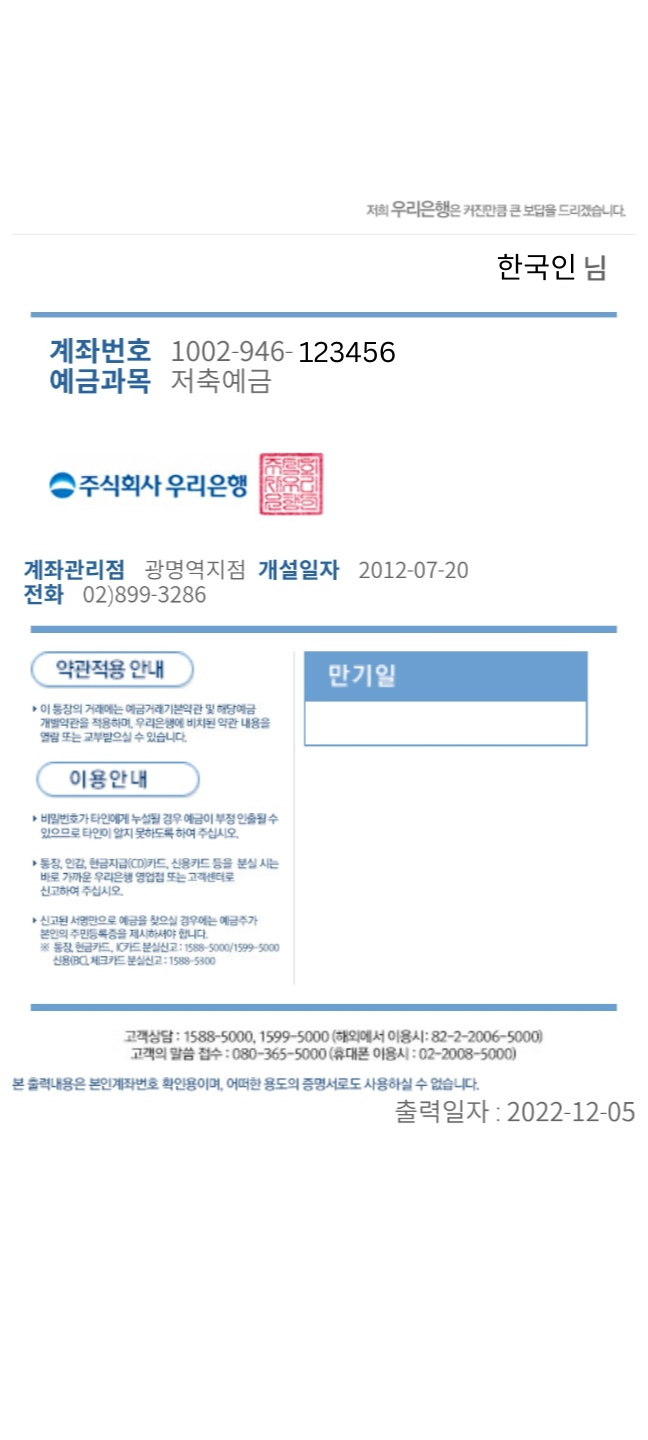 저희 우리은행은 커진만큼 큰 보답을 드리겠습니다.
한국인 님
계좌번호 1002-946-123456
예금과목 저축예금
주식회사 우리은행
계좌관리점 광명역지점 개설일자 2012-07-20
전화 02)899-3286
약관적용 안내
이 통장의 거래에는 예금거래기본약관 및 해당예금
개별약관을 적용하며, 우리은행에 비치된 약관 내용을
열람 또는 교부받으실 수 있습니다.
만기일
이용안내
비밀번호가 타인에게 누설될 경우 예금이 부정 인출될 수
있으므로 타인이 알지 못하도록 하여 주십시오.
통장, 인감, 현금지급(CD)카드, 신용카드 등을 분실 시는
바로 가까운 우리은행 영업점 또는 고객센터로
신고하여 주십시오.
신고된 서명만으로 예금을 찾으실 경우에는 예금주가
본인의 주민등록증을 제시하셔야 합니다.
※ 통장, 현금카드, IC카드 분실신고 : 1588-5000/1599-5000
신용(BC), 체크카드 분실신고 : 1588-5300
고객상담 : 1588-5000, 1599-5000 (해외에서 이용시: 82-2-2006-5000)
고객의 말씀 접수 : 080-365-5000 (휴대폰 이용시 : 02-2008-5000)
본 출력내용은 본인계좌번호 확인용이며, 어떠한 용도의 증명서로도 사용하실 수 없습니다.
출력일자 : 2022-12-05